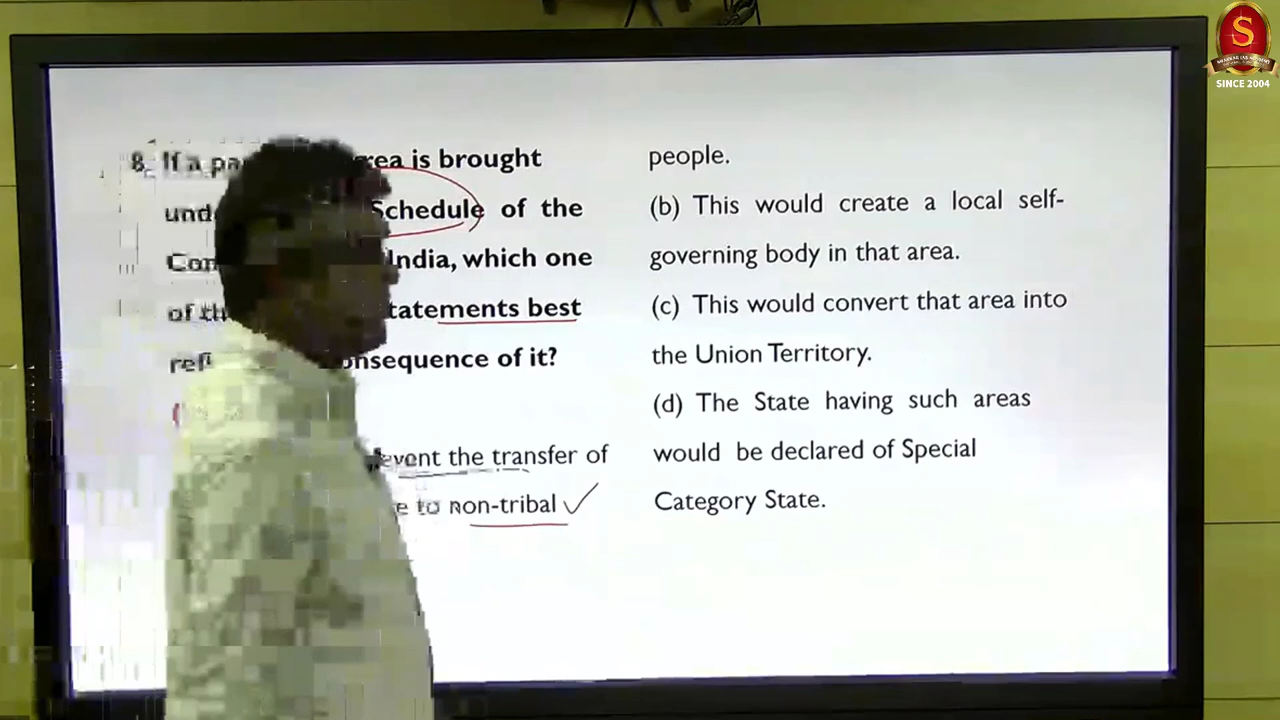 8. If a pa rea is brought
und Schedule of the
Con India, which one
of th tatements best
ref onsequence of it?
event the transfer of
e to non-tribal
people.
(b) This would create a local self-
governing body in that area.
(c) This would convert that area into
the Union Territory.
(d) The State having such areas
would be declared of Special
Category State.
S
SINCE 2004